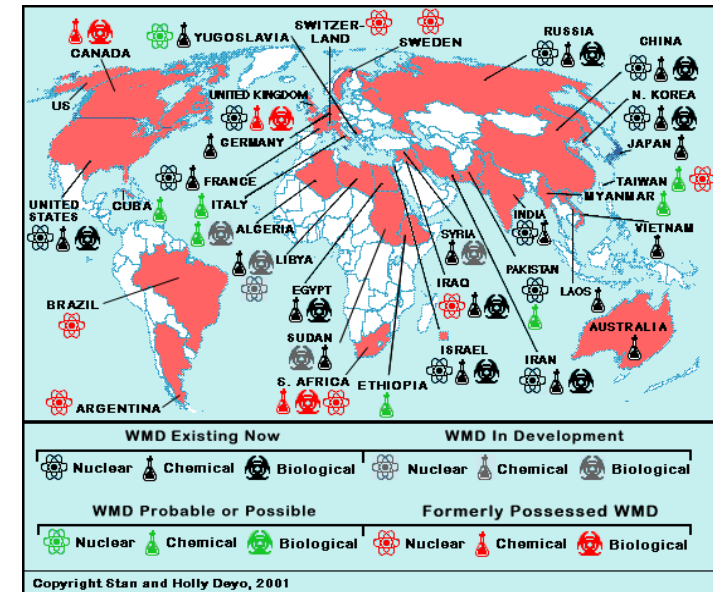 SWITZER-
LAND
CANADA
YUGOSLAVIA
SWEDEN
RUSSIA
CHINA
US
UNITED KINGDOM
N. KOREA
GERMANY
JAPAN
FRANCE
TAIWAN
UNITED
STATES
CUBA
ITALY
MYANMAR
ALGERIA
INDIA
VIETNAM
SYRIA
LIBYA
PAKISTAN
IRAQ
LAOS
EGYPT
BRAZIL
AUSTRALIA
SUDAN
ISRAEL
IRAN
S. AFRICA
ETHIOPIA
ARGENTINA
WMD Existing Now
WMD In Development
Nuclear Chemical Biological
Nuclear Chemical Biological
WMD Probable or Possible
Formerly Possessed WMD
Nuclear Chemical Biological
Nuclear Chemical Biological
Copyright Stan and Holly Deyo, 2001